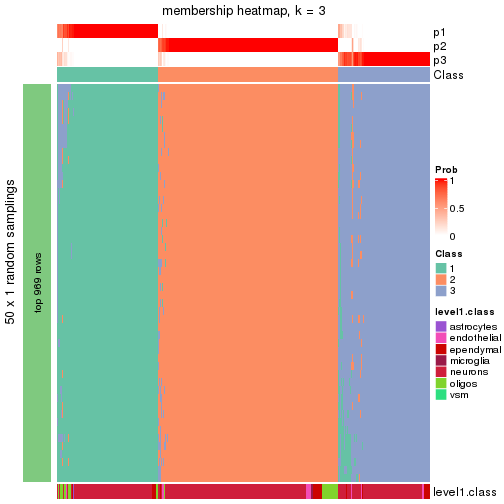 membership heatmap, k = 3
p1
p2
p3
Class
50 x 1 random samplings
top 969 rows
Prob
1
0.5
0
Class
1
2
3
level1.class
astrocytes
endothelial
ependymal
microglia
neurons
oligos
vsm
level1.class